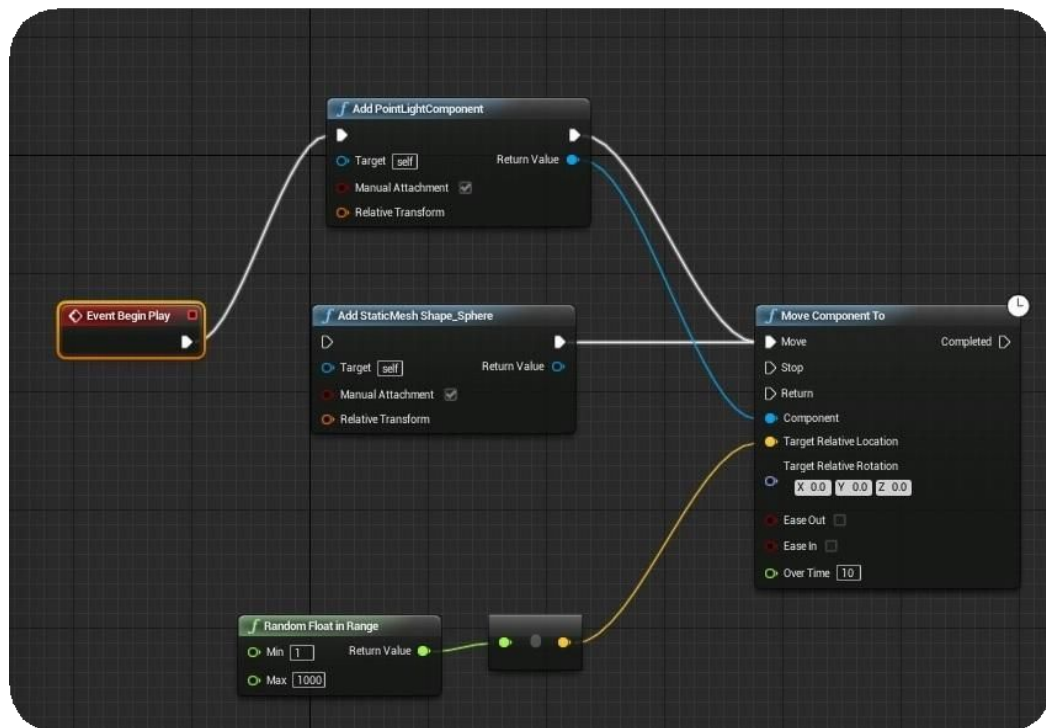 Add PointLightComponent
Target self Return Value
Manual Attachment
Relative Transform
Event Begin Play
Add StaticMesh Shape_Sphere
Target self Return Value
Manual Attachment
Relative Transform
Move Component To
Move Completed
Stop
Return
Component
Target Relative Location
Target Relative Rotation
X 0.0 Y 0.0 Z 0.0
Ease Out
Ease In
Over Time 10
Random Float in Range
Min 1 Return Value
Max 1000